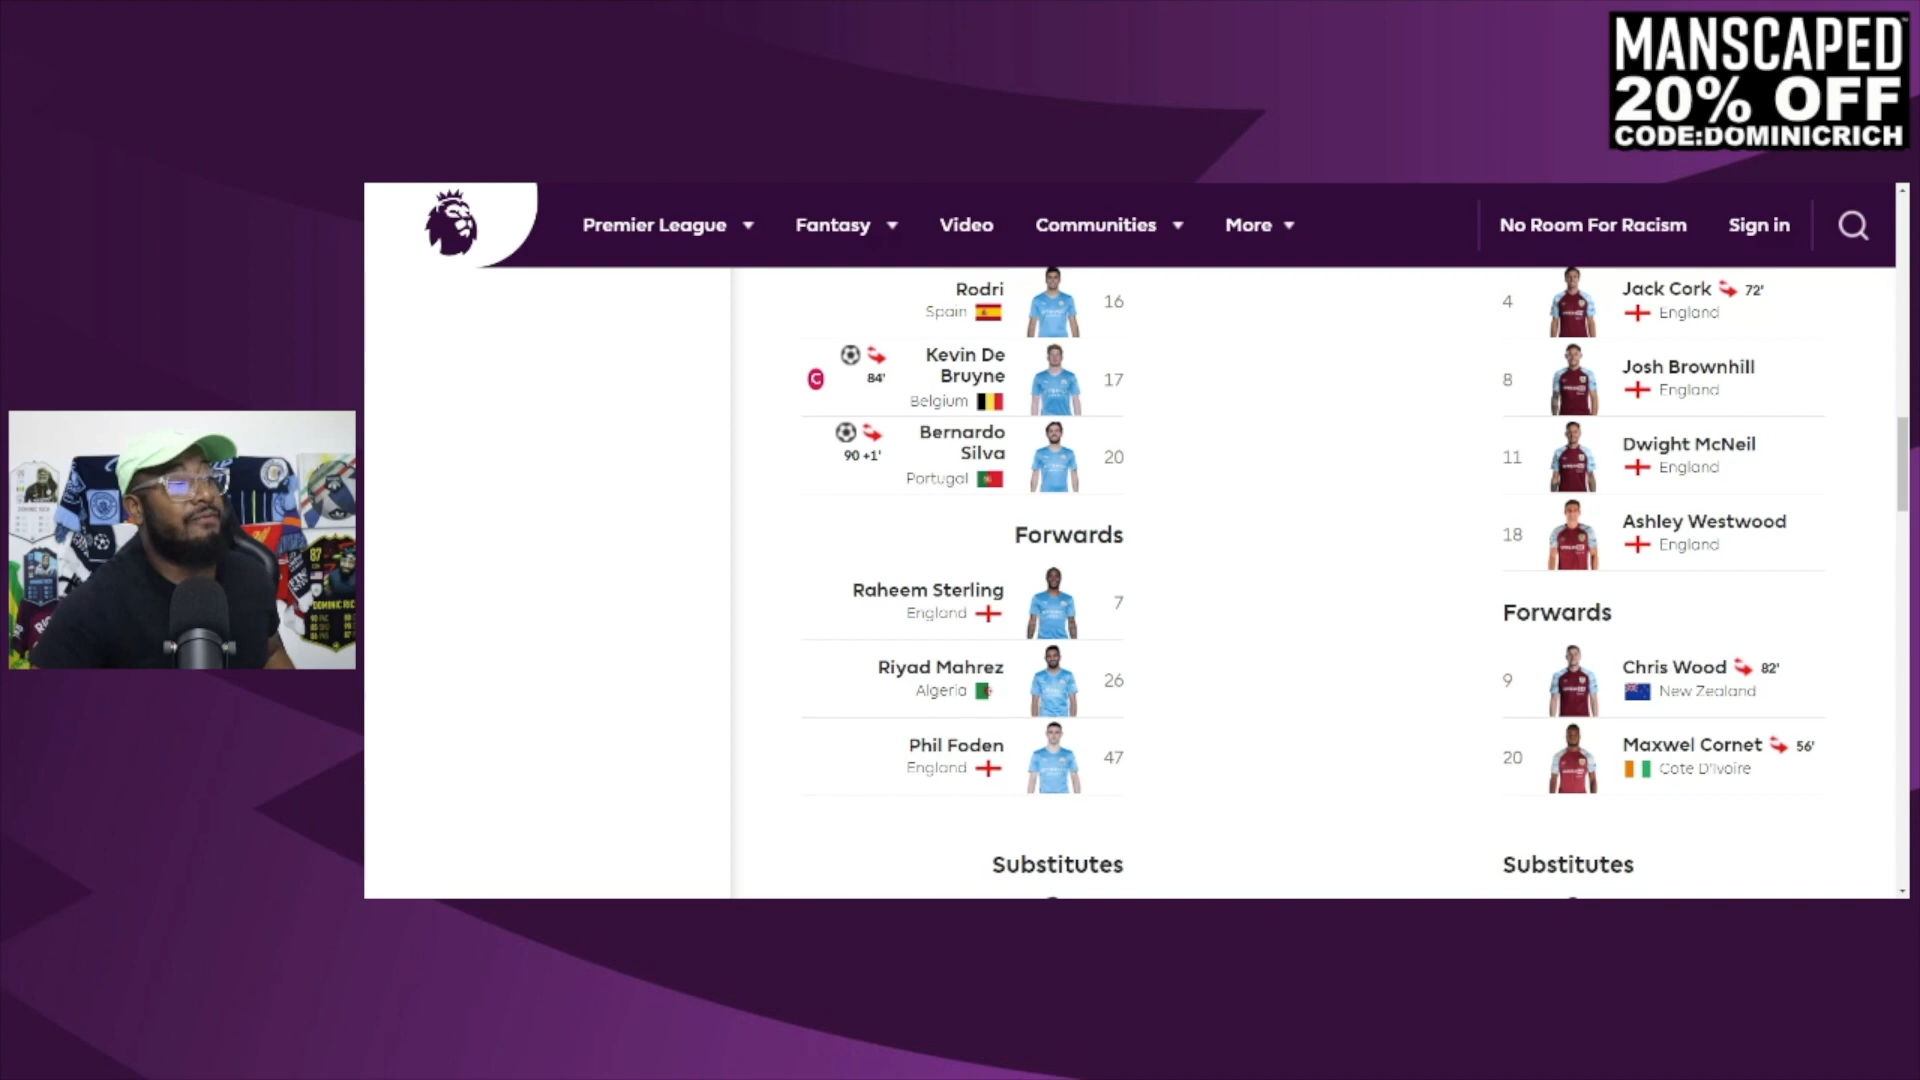 MANSCAPED
20% OFF
CODE:DOMINICRICH
Premier League
Fantasy
Video
Communities
More
No Room For Racism
Sign in
Rodri
Spain
16
84'
Kevin De
Bruyne
Belgium
17
90 +1'
Bernardo
Silva
Portugal
20
Forwards
Raheem Sterling
England
7
Riyad Mahrez
Algeria
26
Phil Foden
England
47
Substitutes
4
Jack Cork 72'
England
8
Josh Brownhill
England
11
Dwight McNeil
England
18
Ashley Westwood
England
Forwards
9
Chris Wood 82'
New Zealand
20
Maxwel Cornet 56'
Cote D'Ivoire
Substitutes
87
DOMINIC RIC